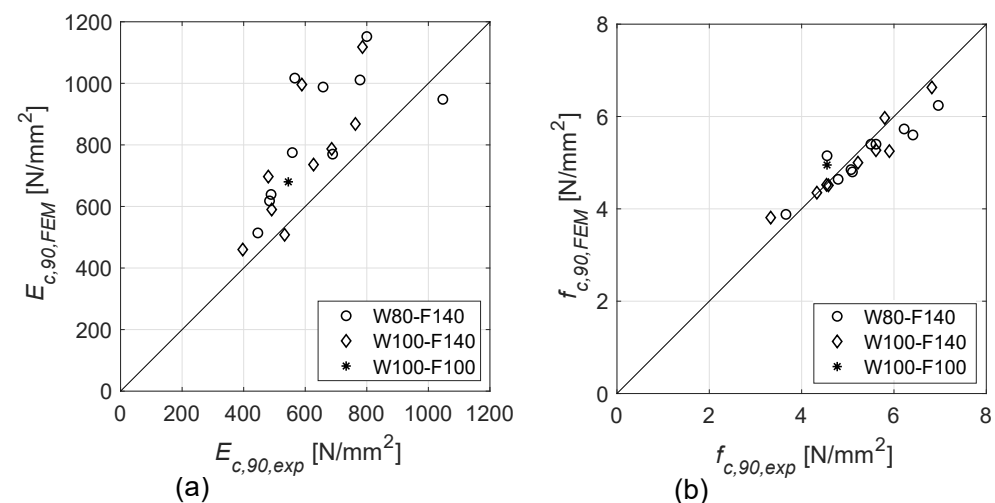 1200
1000
800
600
400
200
0
E_c,90,FEM [N/mm²]
W80-F140
W100-F140
W100-F100
0 200 400 600 800 1000 1200
E_c,90,exp [N/mm²]
(a)
8
6
4
2
0
f_c,90,FEM [N/mm²]
W80-F140
W100-F140
W100-F100
0 2 4 6 8
f_c,90,exp [N/mm²]
(b)